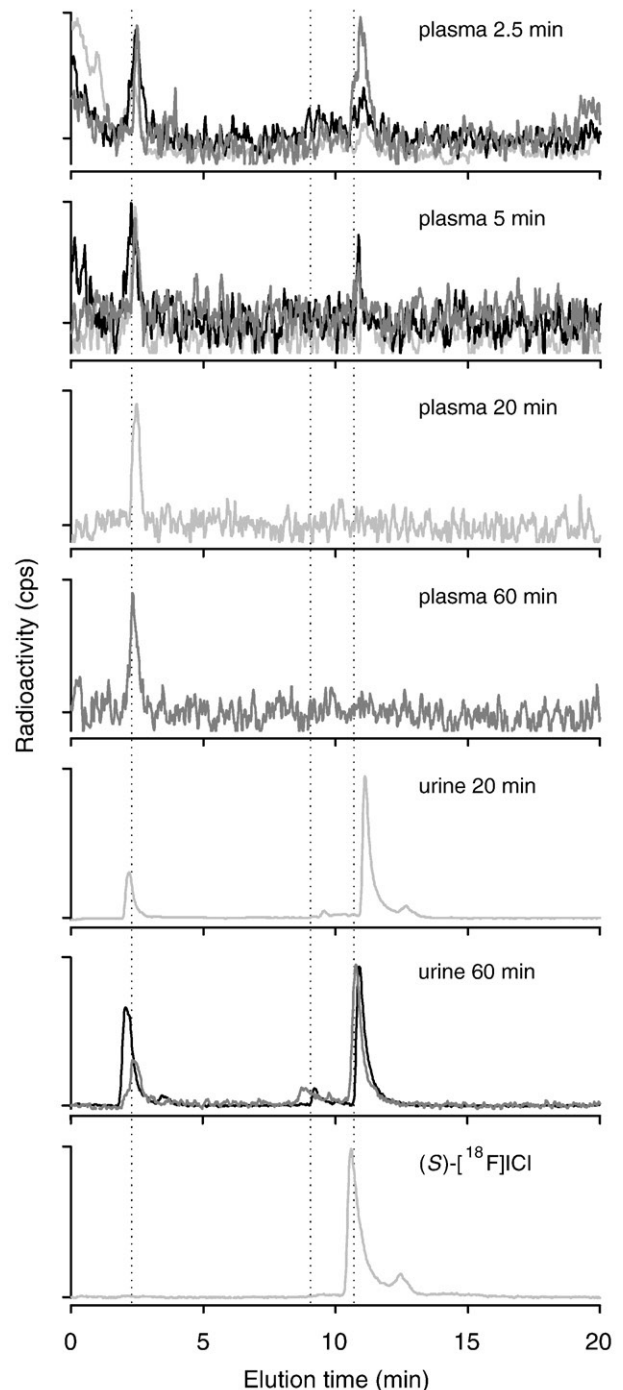 plasma 2.5 min
plasma 5 min
plasma 20 min
plasma 60 min
urine 20 min
urine 60 min
(S)-[¹⁸F]ICI
Radioactivity (cps)
0 5 10 15 20
Elution time (min)